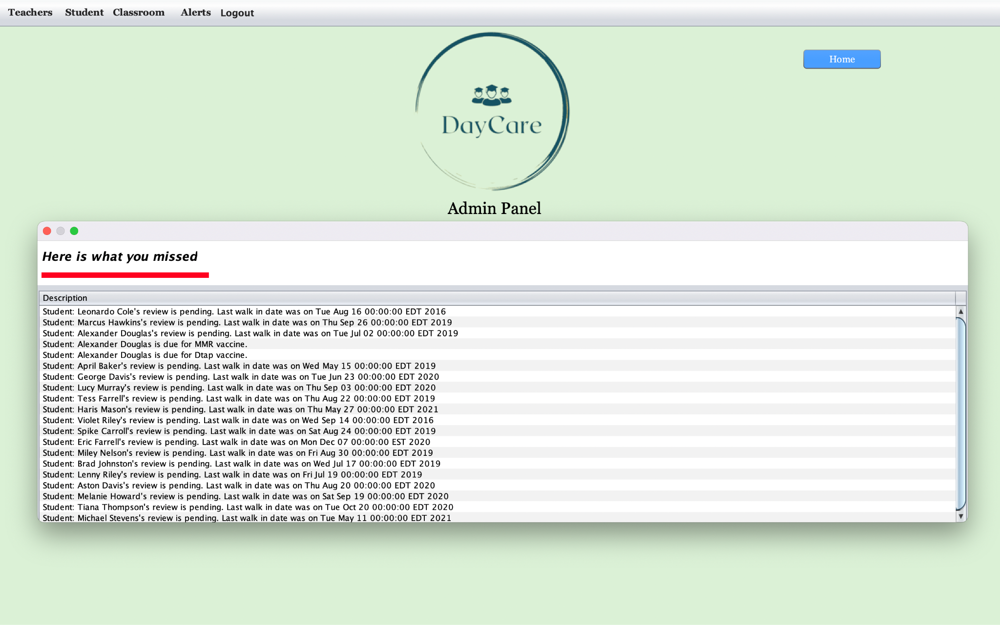 Teachers Student Classroom Alerts Logout
Home
DayCare
Admin Panel
Here is what you missed
Description
Student: Leonardo Cole's review is pending. Last walk in date was on Tue Aug 16 00:00:00 EDT 2016
Student: Marcus Hawkins's review is pending. Last walk in date was on Thu Sep 26 00:00:00 EDT 2019
Student: Alexander Douglas's review is pending. Last walk in date was on Tue Jul 02 00:00:00 EDT 2019
Student: Alexander Douglas is due for MMR vaccine.
Student: Alexander Douglas is due for Dtap vaccine.
Student: April Baker's review is pending. Last walk in date was on Wed May 15 00:00:00 EDT 2019
Student: George Davis's review is pending. Last walk in date was on Tue Jun 23 00:00:00 EDT 2020
Student: Lucy Murray's review is pending. Last walk in date was on Thu Sep 03 00:00:00 EDT 2020
Student: Tess Farrell's review is pending. Last walk in date was on Thu Aug 22 00:00:00 EDT 2019
Student: Haris Mason's review is pending. Last walk in date was on Thu May 27 00:00:00 EDT 2021
Student: Violet Riley's review is pending. Last walk in date was on Wed Sep 14 00:00:00 EDT 2016
Student: Spike Carroll's review is pending. Last walk in date was on Sat Aug 24 00:00:00 EDT 2019
Student: Eric Farrell's review is pending. Last walk in date was on Mon Dec 07 00:00:00 EST 2020
Student: Miley Nelson's review is pending. Last walk in date was on Fri Aug 30 00:00:00 EDT 2019
Student: Brad Johnston's review is pending. Last walk in date was on Wed Jul 17 00:00:00 EDT 2019
Student: Lenny Riley's review is pending. Last walk in date was on Fri Jul 19 00:00:00 EDT 2019
Student: Aston Davis's review is pending. Last walk in date was on Thu Aug 20 00:00:00 EDT 2020
Student: Melanie Howard's review is pending. Last walk in date was on Sat Sep 19 00:00:00 EDT 2020
Student: Tiana Thompson's review is pending. Last walk in date was on Tue Oct 20 00:00:00 EDT 2020
Student: Michael Stevens's review is pending. Last walk in date was on Tue May 11 00:00:00 EDT 2021